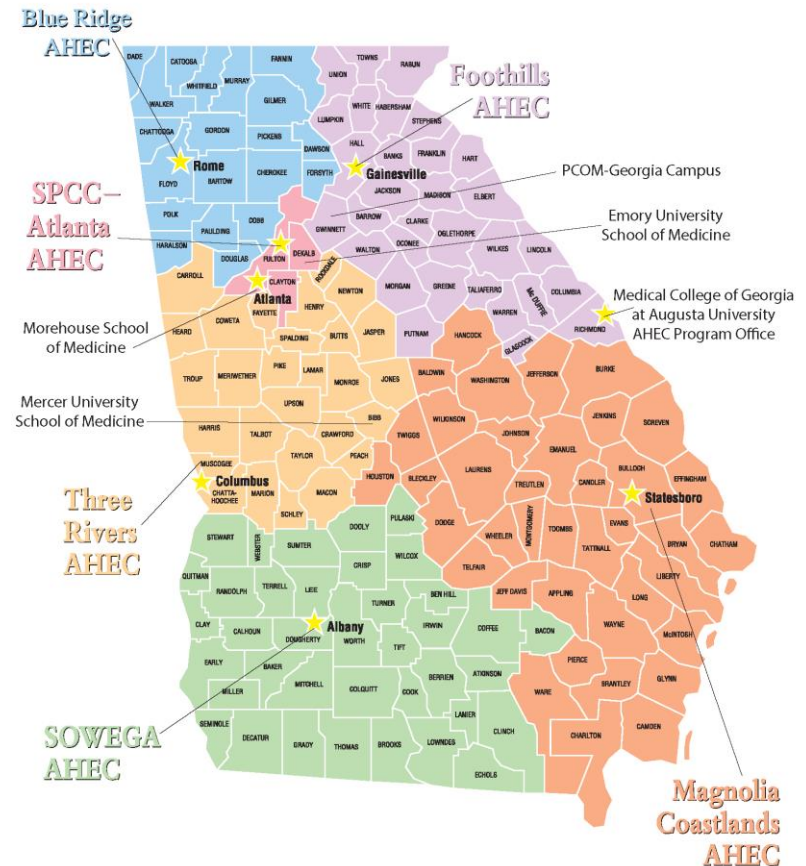 Blue Ridge
AHEC
Foothills
AHEC
SPCC–
Atlanta
AHEC
Three
Rivers
AHEC
SOWEGA
AHEC
Magnolia
Coastlands
AHEC
PCOM-Georgia Campus
Emory University
School of Medicine
Medical College of Georgia
at Augusta University
AHEC Program Office
Morehouse School
of Medicine
Mercer University
School of Medicine
Rome
Gainesville
Atlanta
Columbus
Statesboro
Albany
DADE
CATOOSA
WHITFIELD
MURRAY
FANNIN
WALKER
GILMER
CHATTOOGA
GORDON
PICKENS
DAWSON
FLOYD
BARTOW
CHEROKEE
FORSYTH
POLK
PAULDING
COBB
HARALSON
DOUGLAS
UNION
TOWNS
RABUN
LUMPKIN
WHITE
HABERSHAM
STEPHENS
HALL
BANKS
FRANKLIN
HART
JACKSON
MADISON
ELBERT
GWINNETT
BARROW
CLARKE
OGLETHORPE
WALTON
OCONEE
WILKES
LINCOLN
MORGAN
GREENE
TALIAFERRO
WARREN
Mc DUFFIE
COLUMBIA
RICHMOND
PUTNAM
GLASCOCK
FULTON
DEKALB
CLAYTON
CARROLL
ROCKDALE
NEWTON
HENRY
FAYETTE
COWETA
HEARD
SPALDING
BUTTS
JASPER
TROUP
MERIWETHER
PIKE
LAMAR
MONROE
JONES
UPSON
BIBB
HARRIS
TALBOT
CRAWFORD
TAYLOR
PEACH
MUSCOGEE
CHATTA-
HOOCHEE
MARION
MACON
SCHLEY
HANCOCK
BALDWIN
WASHINGTON
JEFFERSON
BURKE
WILKINSON
JOHNSON
JENKINS
SCREVEN
TWIGGS
EMANUEL
HOUSTON
BLECKLEY
LAURENS
TREUTLEN
CANDLER
BULLOCH
EFFINGHAM
DODGE
WHEELER
MONTGOMERY
TOOMBS
EVANS
TATTNALL
BRYAN
CHATHAM
TELFAIR
LIBERTY
JEFF DAVIS
APPLING
LONG
WAYNE
McINTOSH
PIERCE
WARE
BRANTLEY
GLYNN
CHARLTON
CAMDEN
STEWART
WEBSTER
SUMTER
DOOLY
PULASKI
WILCOX
CRISP
QUITMAN
RANDOLPH
TERRELL
LEE
TURNER
BEN HILL
CLAY
CALHOUN
DOUGHERTY
WORTH
TIFT
IRWIN
COFFEE
BACON
EARLY
BAKER
MITCHELL
COLQUITT
COOK
BERRIEN
ATKINSON
MILLER
LANIER
CLINCH
SEMINOLE
DECATUR
GRADY
THOMAS
BROOKS
LOWNDES
ECHOLS